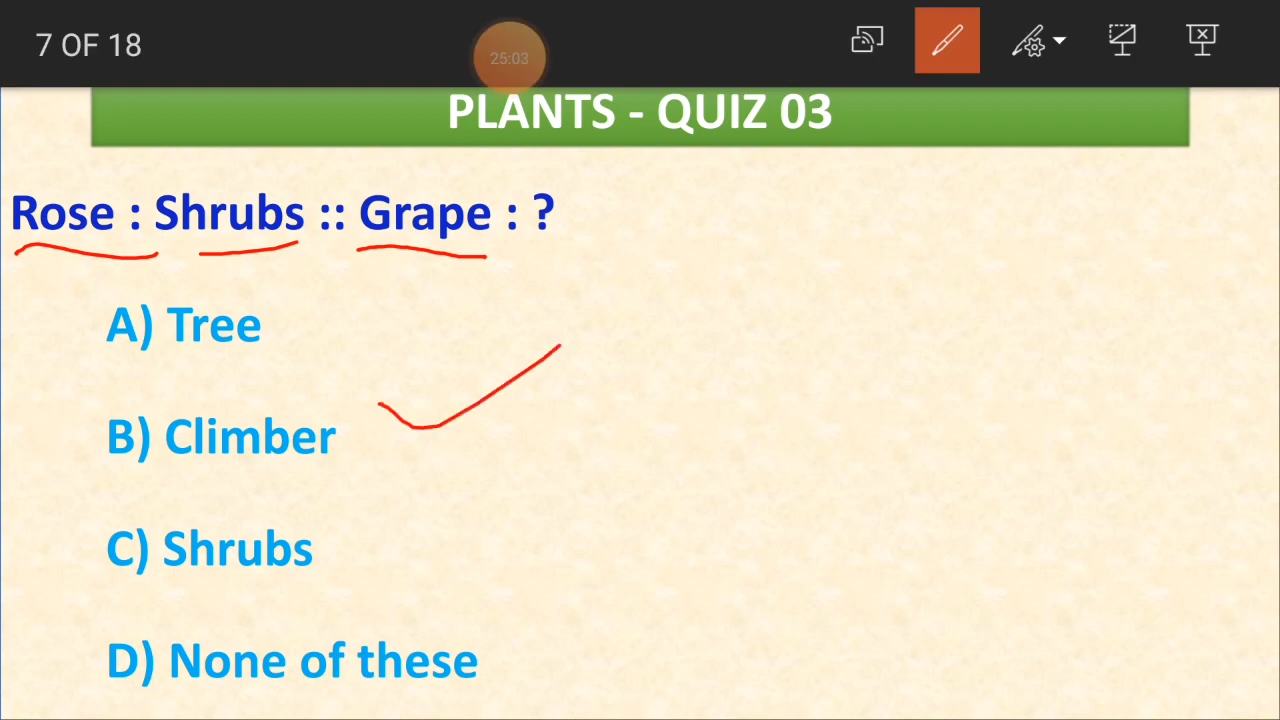 7 OF 18
25:03
PLANTS - QUIZ 03
Rose : Shrubs :: Grape : ?
A) Tree
B) Climber
C) Shrubs
D) None of these